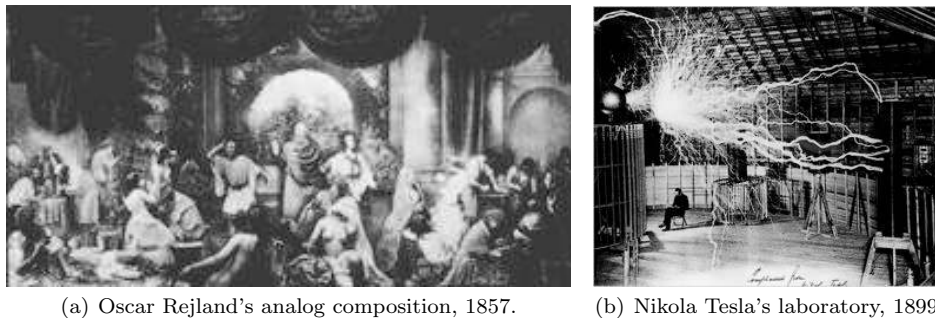 (a) Oscar Rejland's analog composition, 1857.
(b) Nikola Tesla's laboratory, 1899